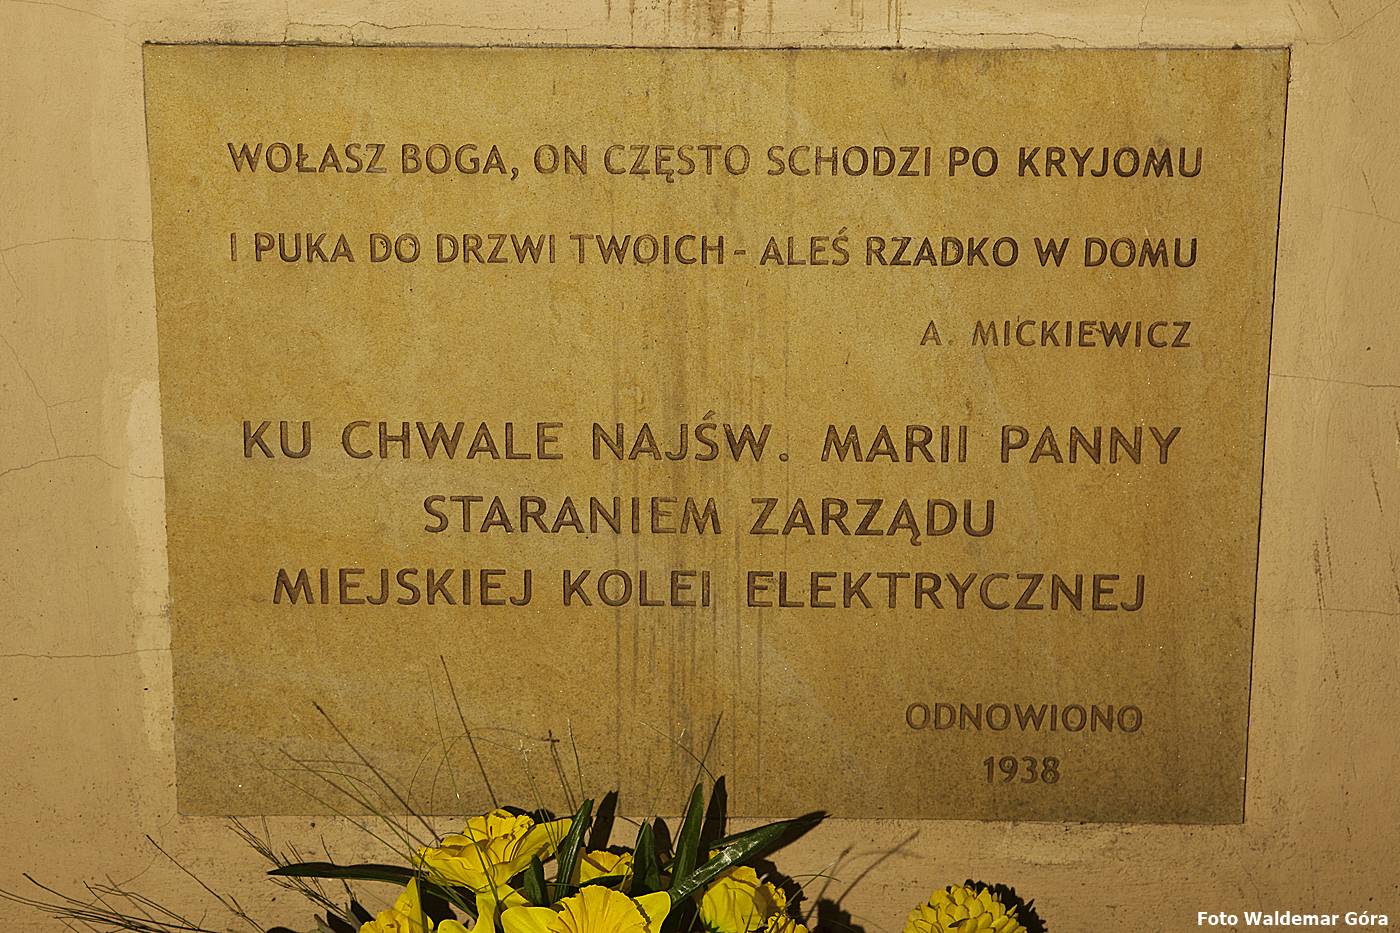 WOŁASZ BOGA, ON CZĘSTO SCHODZI PO KRYJOMU
I PUKA DO DRZWI TWOICH - ALEŚ RZADKO W DOMU
A. MICKIEWICZ
KU CHWALE NAJŚW. MARII PANNY
STARANIEM ZARZĄDU
MIEJSKIEJ KOLEI ELEKTRYCZNEJ
ODNOWIONO
1938
Foto Waldemar Góra